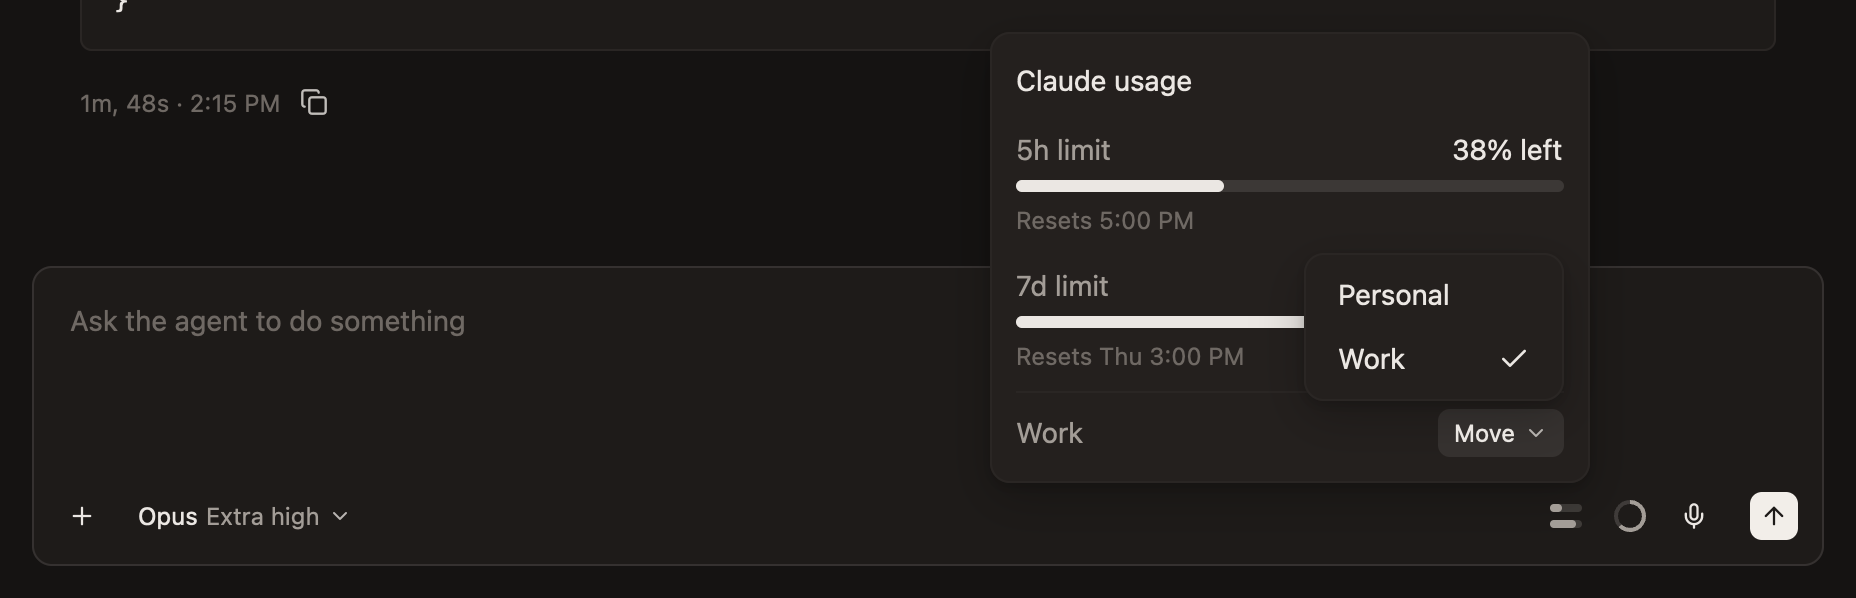 }
1m, 48s · 2:15 PM
Claude usage
5h limit 38% left
Resets 5:00 PM
7d limit
Resets Thu 3:00 PM
Personal
Work
Work Move
Ask the agent to do something
Opus Extra high